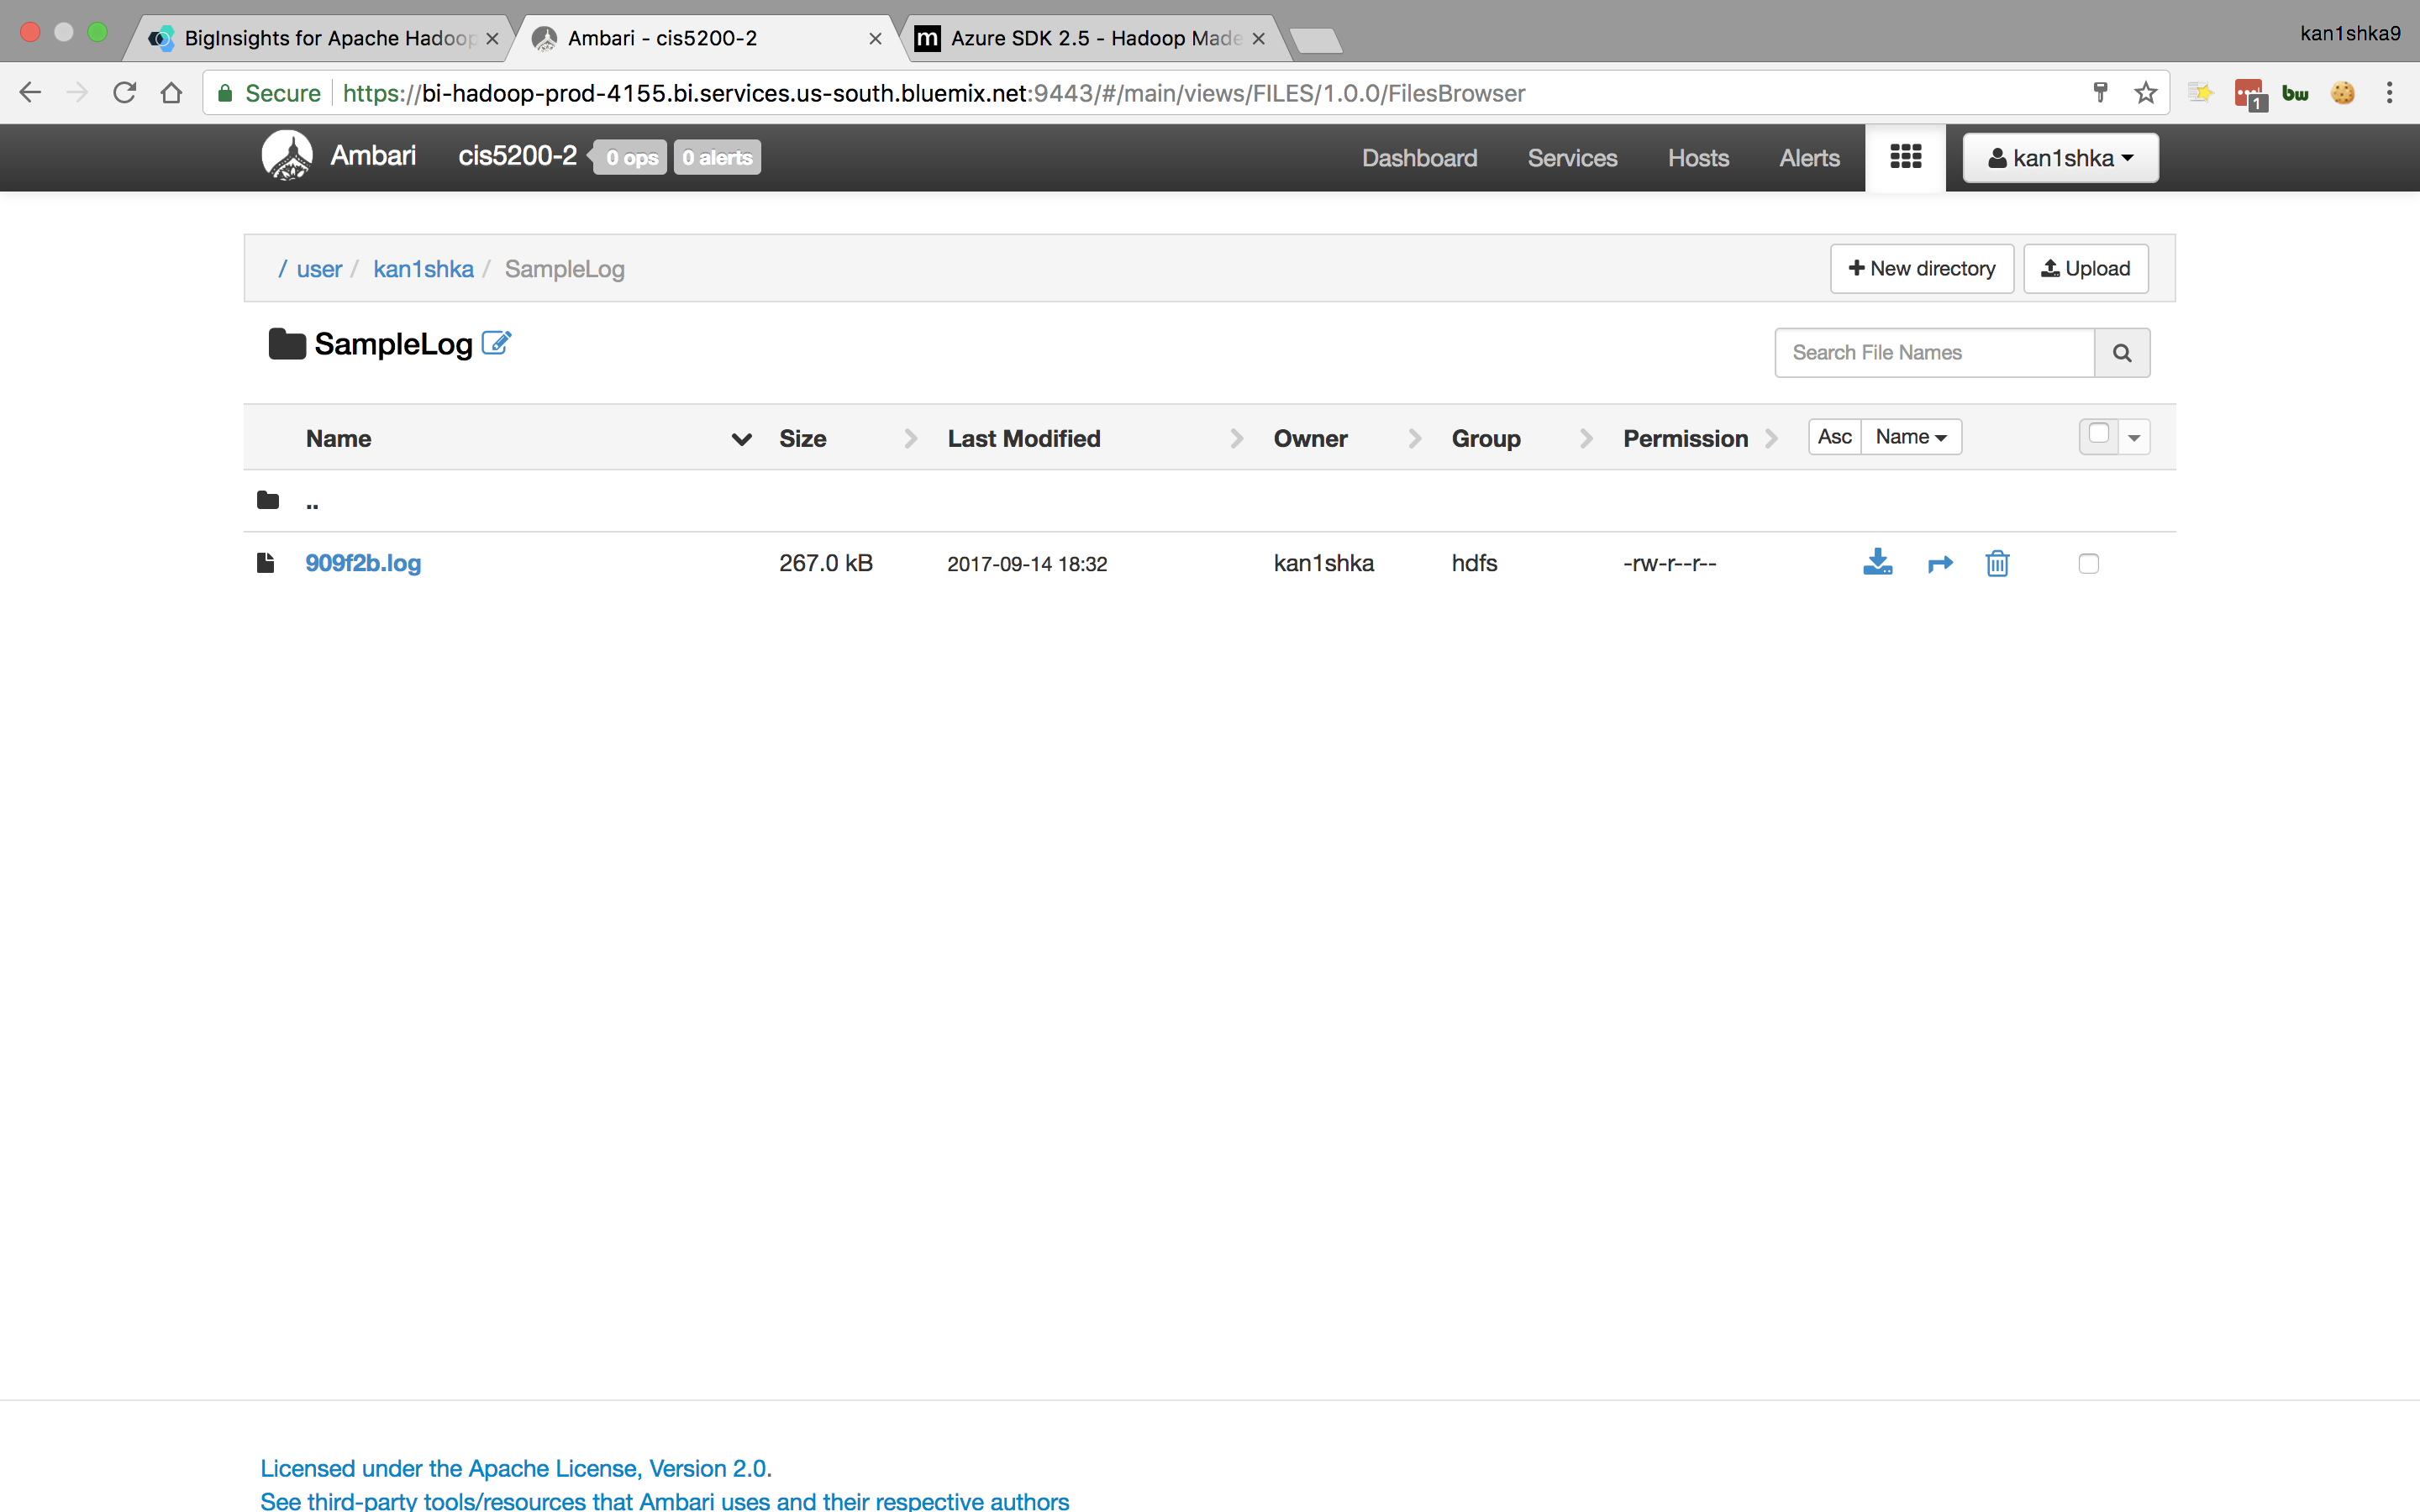 BigInsights for Apache Hadoop
Ambari - cis5200-2
m Azure SDK 2.5 - Hadoop Made
kan1shka9
Secure https://bi-hadoop-prod-4155.bi.services.us-south.bluemix.net:9443/#/main/views/FILES/1.0.0/FilesBrowser
1
bw
Ambari cis5200-2 0 ops 0 alerts Dashboard Services Hosts Alerts kan1shka
/ user / kan1shka / SampleLog New directory Upload
SampleLog Search File Names
Name Size Last Modified Owner Group Permission Asc Name
..
909f2b.log 267.0 kB 2017-09-14 18:32 kan1shka hdfs -rw-r--r--
Licensed under the Apache License, Version 2.0.
See third-party tools/resources that Ambari uses and their respective authors